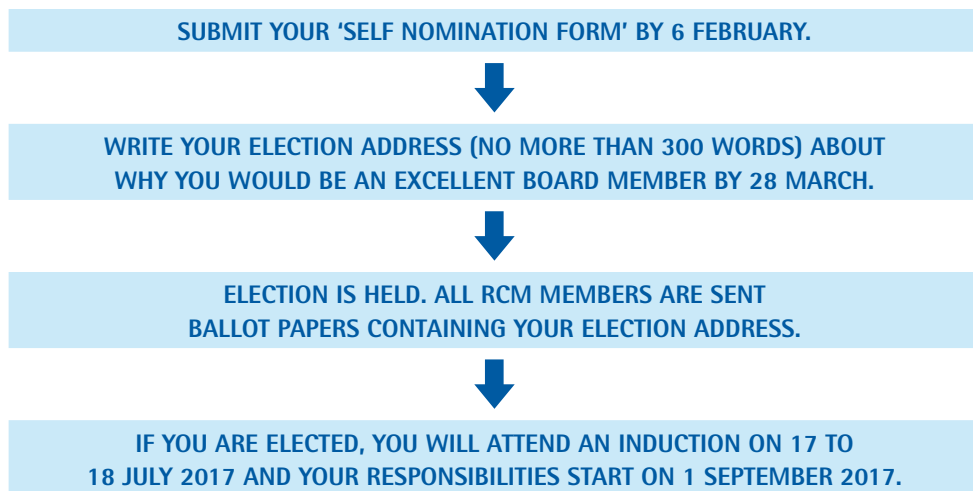 SUBMIT YOUR ‘SELF NOMINATION FORM’ BY 6 FEBRUARY.
WRITE YOUR ELECTION ADDRESS (NO MORE THAN 300 WORDS) ABOUT
WHY YOU WOULD BE AN EXCELLENT BOARD MEMBER BY 28 MARCH.
ELECTION IS HELD. ALL RCM MEMBERS ARE SENT
BALLOT PAPERS CONTAINING YOUR ELECTION ADDRESS.
IF YOU ARE ELECTED, YOU WILL ATTEND AN INDUCTION ON 17 TO
18 JULY 2017 AND YOUR RESPONSIBILITIES START ON 1 SEPTEMBER 2017.